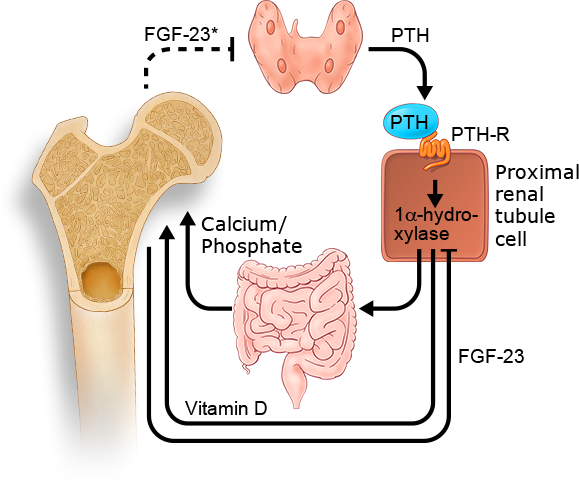 FGF-23*
PTH
PTH
PTH-R
Proximal
renal
tubule
cell
1α-hydro-
xylase
Calcium/
Phosphate
FGF-23
Vitamin D